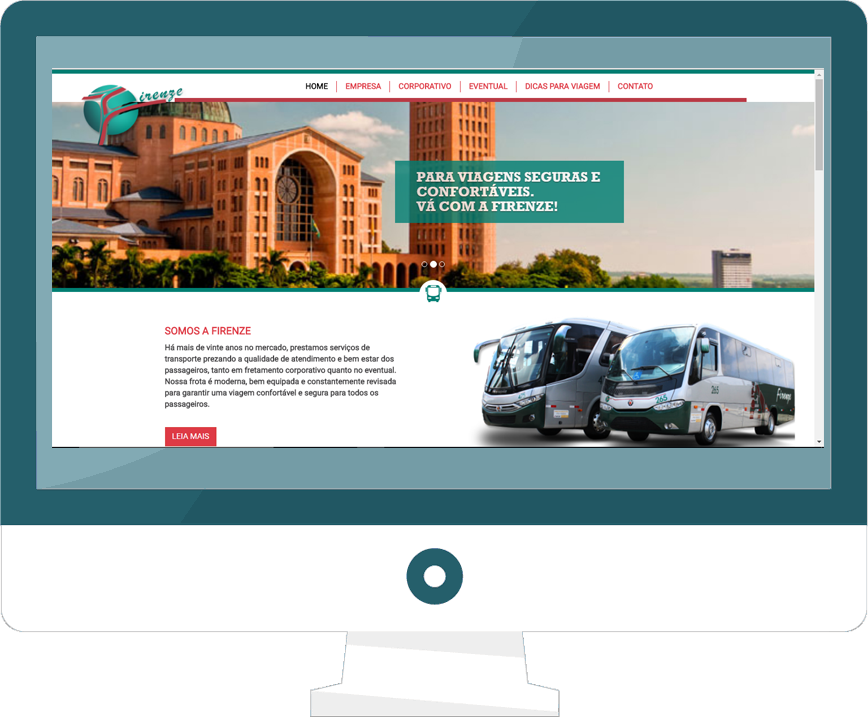 Firenze
HOME EMPRESA CORPORATIVO EVENTUAL DICAS PARA VIAGEM CONTATO
PARA VIAGENS SEGURAS E
CONFORTÁVEIS.
VÁ COM A FIRENZE!
SOMOS A FIRENZE
Há mais de vinte anos no mercado, prestamos serviços de
transporte prezando a qualidade de atendimento e bem estar dos
passageiros, tanto em fretamento corporativo quanto no eventual.
Nossa frota é moderna, bem equipada e constantemente revisada
para garantir uma viagem confortável e segura para todos os
passageiros.
LEIA MAIS
265
265
Firenze